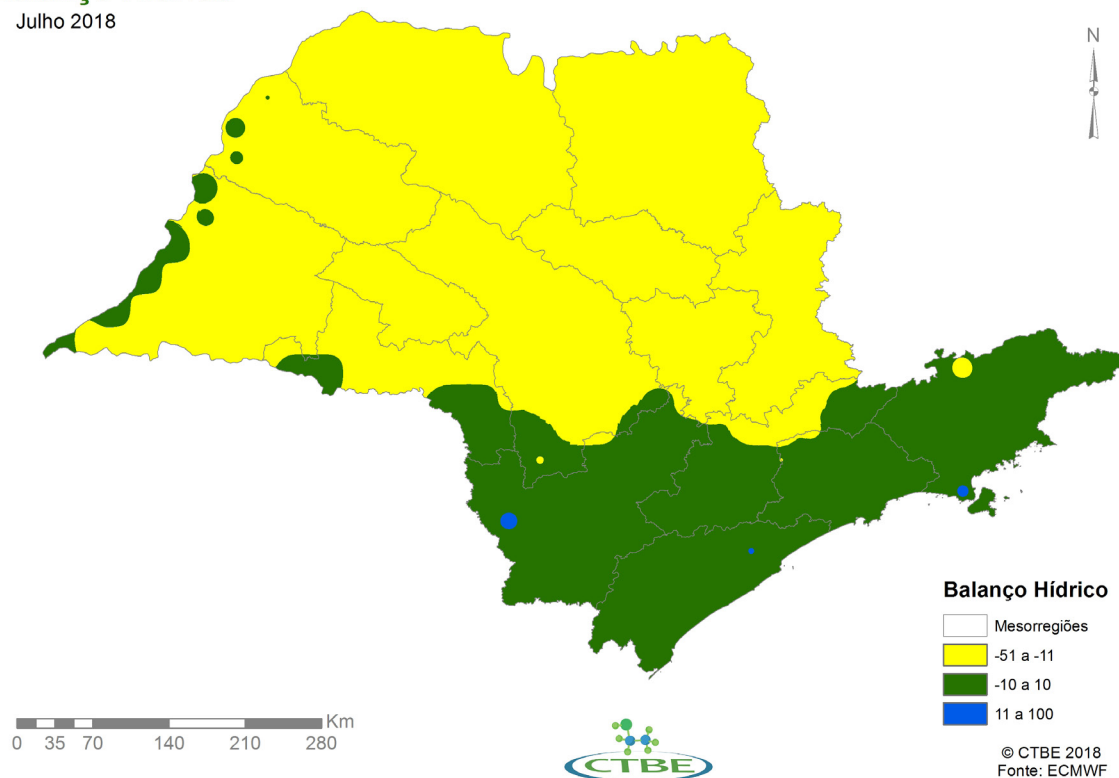 Julho 2018
N
Balanço Hídrico
Mesorregiões
-51 a -11
-10 a 10
11 a 100
Km
0 35 70 140 210 280
CTBE
© CTBE 2018
Fonte: ECMWF